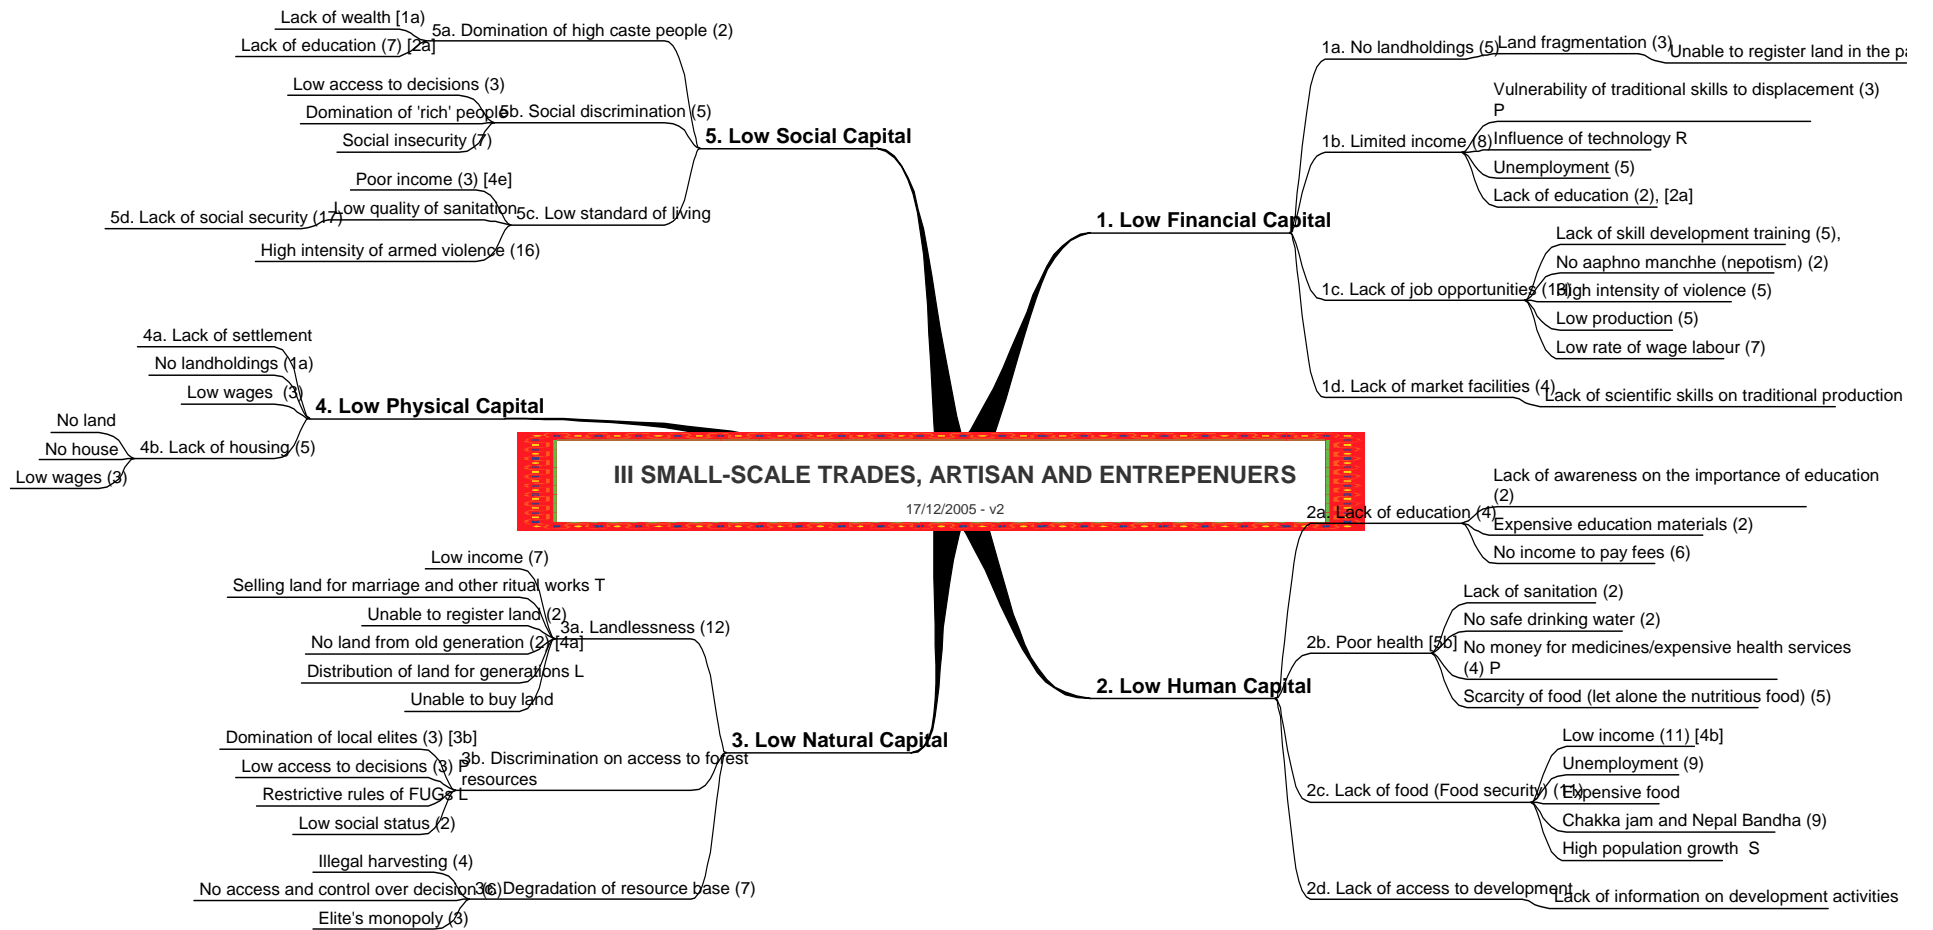 III SMALL-SCALE TRADES, ARTISAN AND ENTREPENUERS
17/12/2005 - v2
1. Low Financial Capital
1a. No landholdings (5)
Land fragmentation (3)
Unable to register land in the
1b. Limited income (8)
Vulnerability of traditional skills to displacement (3)
P
Influence of technology R
Unemployment (5)
Lack of education (2), [2a]
1c. Lack of job opportunities
Lack of skill development training (5),
No aaphno manchhe (nepotism) (2)
High intensity of violence (5)
Low production (5)
Low rate of wage labour (7)
1d. Lack of market facilities (4)
Lack of scientific skills on traditional production
2. Low Human Capital
2a. Lack of education (4)
Lack of awareness on the importance of education
(2)
Expensive education materials (2)
No income to pay fees (6)
2b. Poor health [5b]
Lack of sanitation (2)
No safe drinking water (2)
No money for medicines/expensive health services
(4) P
Scarcity of food (let alone the nutritious food) (5)
2c. Lack of food (Food security) (11)
Low income (11) [4b]
Unemployment (9)
Expensive food
Chakka jam and Nepal Bandha (9)
High population growth  S
2d. Lack of access to development
Lack of information on development activities
3. Low Natural Capital
3a. Landlessness (12)
Low income (7)
Selling land for marriage and other ritual works T
Unable to register land (2)
No land from old generation (2) [4a]
Distribution of land for generations L
Unable to buy land
3b. Discrimination on access to forest
resources
Domination of local elites (3) [3b]
Low access to decisions (3) P
Restrictive rules of FUGs L
Low social status (2)
3c. Degradation of resource base (7)
Illegal harvesting (4)
No access and control over decision (6)
Elite's monopoly (3)
4. Low Physical Capital
4a. Lack of settlement
No landholdings (1a)
Low wages  (3)
4b. Lack of housing (5)
No land
No house
Low wages (3)
5. Low Social Capital
5a. Domination of high caste people (2)
Lack of wealth [1a)
Lack of education (7) [2a]
5b. Social discrimination (5)
Low access to decisions (3)
Domination of 'rich' people
Social insecurity (7)
5c. Low standard of living
Poor income (3) [4e]
Low quality of sanitation
5d. Lack of social security (17)
High intensity of armed violence (16)